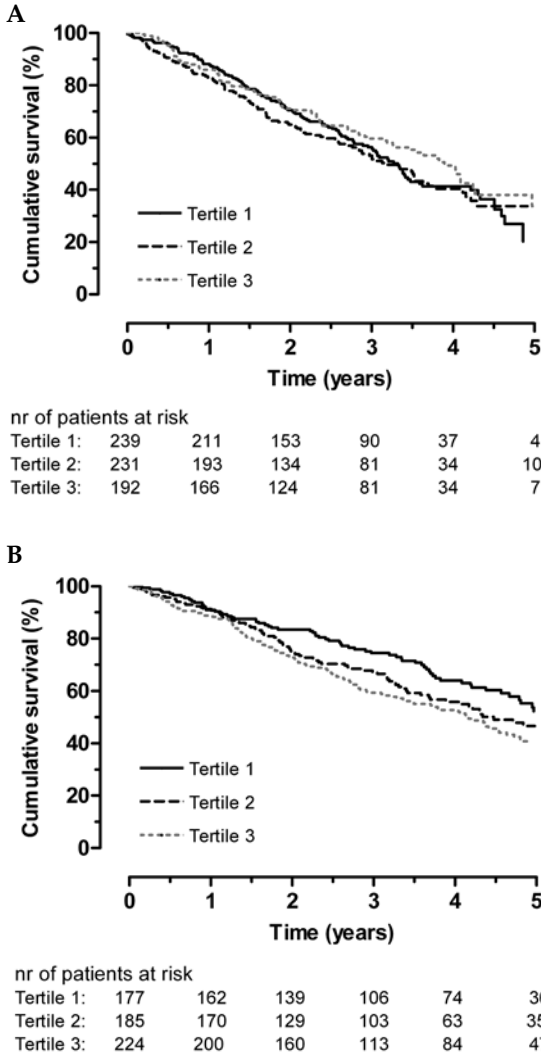 A
Cumulative survival (%)
100
80
60
40
20
0
Tertile 1
Tertile 2
Tertile 3
0 1 2 3 4 5
Time (years)
nr of patients at risk
Tertile 1: 239 211 153 90 37 4
Tertile 2: 231 193 134 81 34 10
Tertile 3: 192 166 124 81 34 7
B
Cumulative survival (%)
100
80
60
40
20
0
Tertile 1
Tertile 2
Tertile 3
0 1 2 3 4 5
Time (years)
nr of patients at risk
Tertile 1: 177 162 139 106 74
Tertile 2: 185 170 129 103 63 35
Tertile 3: 224 200 160 113 84